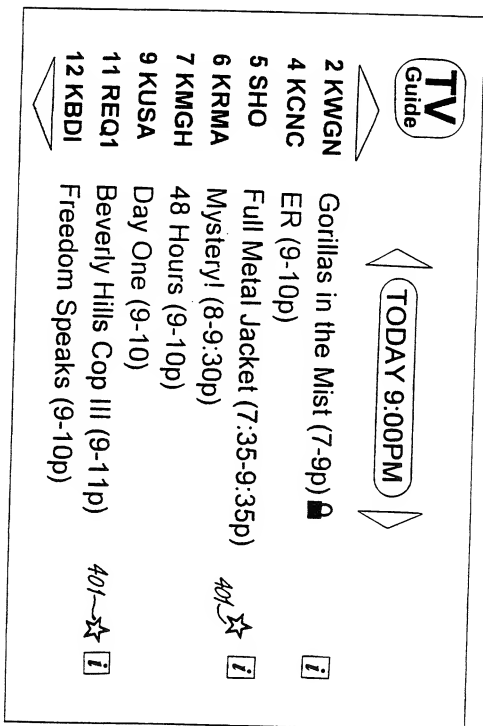 TV Guide
TODAY 9:00PM
2 KWGN Gorillas in the Mist (7-9p) i
4 KCNC ER (9-10p)
5 SHO Full Metal Jacket (7:35-9:35p) 401 i
6 KRMA Mystery! (8-9:30p)
7 KMGH 48 Hours (9-10p)
9 KUSA Day One (9-10)
11 REQ1 Beverly Hills Cop III (9-11p) 401 i
12 KBDI Freedom Speaks (9-10p)